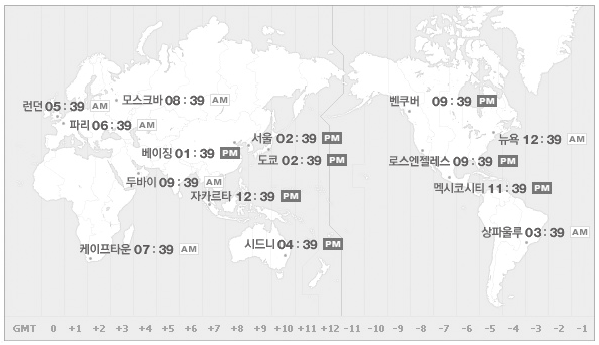 런던 05 : 39 AM
모스크바 08 : 39 AM
파리 06 : 39 AM
베이징 01 : 39 PM
서울 02 : 39 PM
도쿄 02 : 39 PM
두바이 09 : 39 AM
자카르타 12 : 39 PM
케이프타운 07 : 39 AM
시드니 04 : 39 PM
벤쿠버 09 : 39 PM
뉴욕 12 : 39 AM
로스엔젤레스 09 : 39 PM
멕시코시티 11 : 39 PM
상파울루 03 : 39 AM
GMT 0 +1 +2 +3 +4 +5 +6 +7 +8 +9 +10 +11 +12 -11 -10 -9 -8 -7 -6 -5 -4 -3 -2 -1